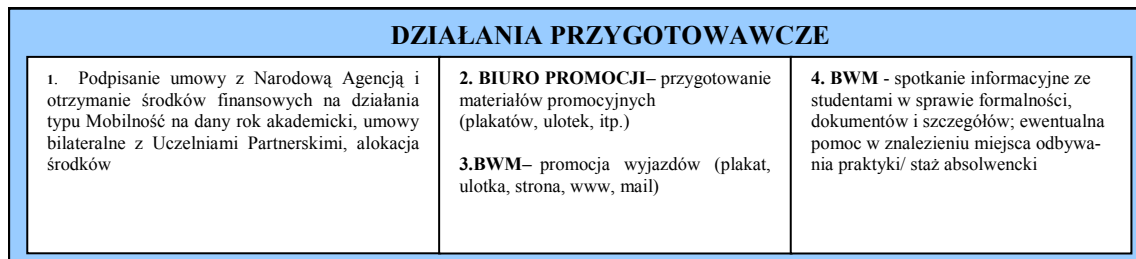 DZIAŁANIA PRZYGOTOWAWCZE
1. Podpisanie umowy z Narodową Agencją i
otrzymanie środków finansowych na działania
typu Mobilność na dany rok akademicki, umowy
bilateralne z Uczelniami Partnerskimi, alokacja
środków
2. BIURO PROMOCJI– przygotowanie
materiałów promocyjnych
(plakatów, ulotek, itp.)
3.BWM– promocja wyjazdów (plakat,
ulotka, strona, www, mail)
4. BWM - spotkanie informacyjne ze
studentami w sprawie formalności,
dokumentów i szczegółów; ewentualna
pomoc w znalezieniu miejsca odbywa-
nia praktyki/ staż absolwencki